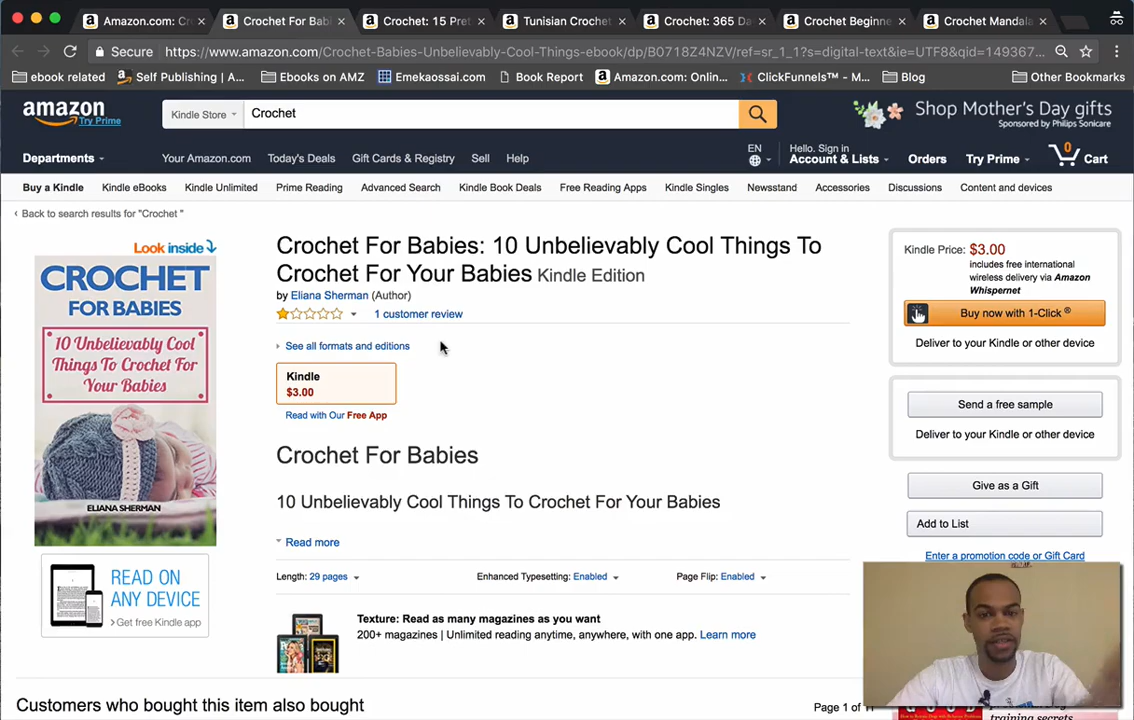 Amazon.com: Cro
Crochet For Babi
Crochet: 15 Pret
Tunisian Crochet
Crochet: 365 Da
Crochet Beginne
Crochet Mandala
Secure
https://www.amazon.com/Crochet-Babies-Unbelievably-Cool-Things-ebook/dp/B0718Z4NZV/ref=sr_1_1?s=digital-text&ie=UTF8&qid=149367...
ebook related
Self Publishing | A...
Ebooks on AMZ
Emekaossai.com
Book Report
Amazon.com: Onlin...
ClickFunnels™ - M...
Blog
Other Bookmarks
amazon
Try Prime
Kindle Store
Crochet
Shop Mother's Day gifts
Sponsored by Philips Sonicare
Departments
Your Amazon.com
Today's Deals
Gift Cards & Registry
Sell
Help
EN
Hello. Sign in
Account & Lists
Orders
Try Prime
0
Cart
Buy a Kindle
Kindle eBooks
Kindle Unlimited
Prime Reading
Advanced Search
Kindle Book Deals
Free Reading Apps
Kindle Singles
Newsstand
Accessories
Discussions
Content and devices
‹ Back to search results for "Crochet "
Look inside
CROCHET
FOR BABIES
10 Unbelievably Cool
Things To Crochet For
Your Babies
ELIANA SHERMAN
READ ON
ANY DEVICE
› Get free Kindle app
Crochet For Babies: 10 Unbelievably Cool Things To
Crochet For Your Babies Kindle Edition
by Eliana Sherman (Author)
1 customer review
See all formats and editions
Kindle
$3.00
Read with Our Free App
Crochet For Babies
10 Unbelievably Cool Things To Crochet For Your Babies
Read more
Length: 29 pages
Enhanced Typesetting: Enabled
Page Flip: Enabled
Texture: Read as many magazines as you want
200+ magazines | Unlimited reading anytime, anywhere, with one app. Learn more
Kindle Price: $3.00
includes free international
wireless delivery via Amazon
Whispernet
Buy now with 1-Click ®
Deliver to your Kindle or other device
Send a free sample
Deliver to your Kindle or other device
Give as a Gift
Add to List
Enter a promotion code or Gift Card
Customers who bought this item also bought
Page 1 of 11
training secrets